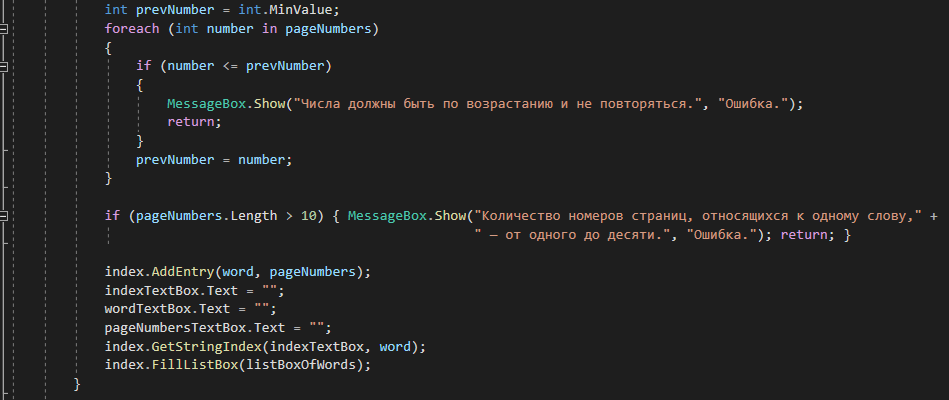 int prevNumber = int.MinValue;
foreach (int number in pageNumbers)
{
if (number <= prevNumber)
{
MessageBox.Show("Числа должны быть по возрастанию и не повторяться.", "Ошибка.");
return;
}
prevNumber = number;
}
if (pageNumbers.Length > 10) { MessageBox.Show("Количество номеров страниц, относящихся к одному слову," +
" — от одного до десяти.", "Ошибка."); return; }
index.AddEntry(word, pageNumbers);
indexTextBox.Text = "";
wordTextBox.Text = "";
pageNumbersTextBox.Text = "";
index.GetStringIndex(indexTextBox, word);
index.FillListBox(listBoxOfWords);
}